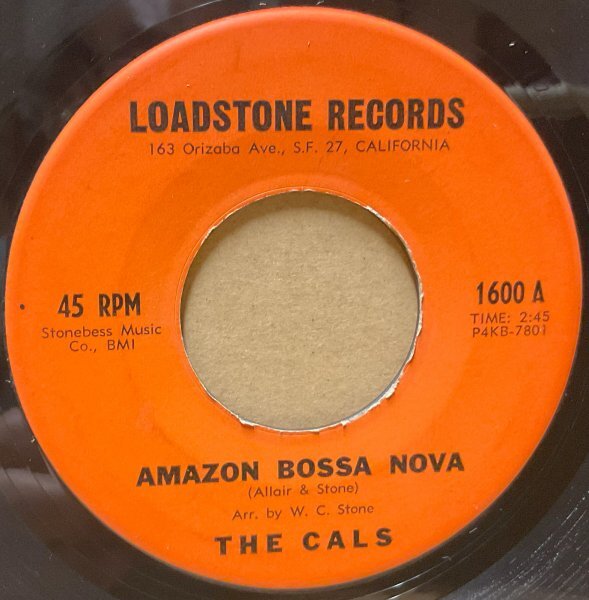 LOADSTONE RECORDS
163 Orizaba Ave., S.F. 27, CALIFORNIA
45 RPM
Stonebess Music
Co., BMI
1600 A
TIME: 2:45
P4KB-7801
AMAZON BOSSA NOVA
(Allair & Stone)
Arr. by W. C. Stone
THE CALS